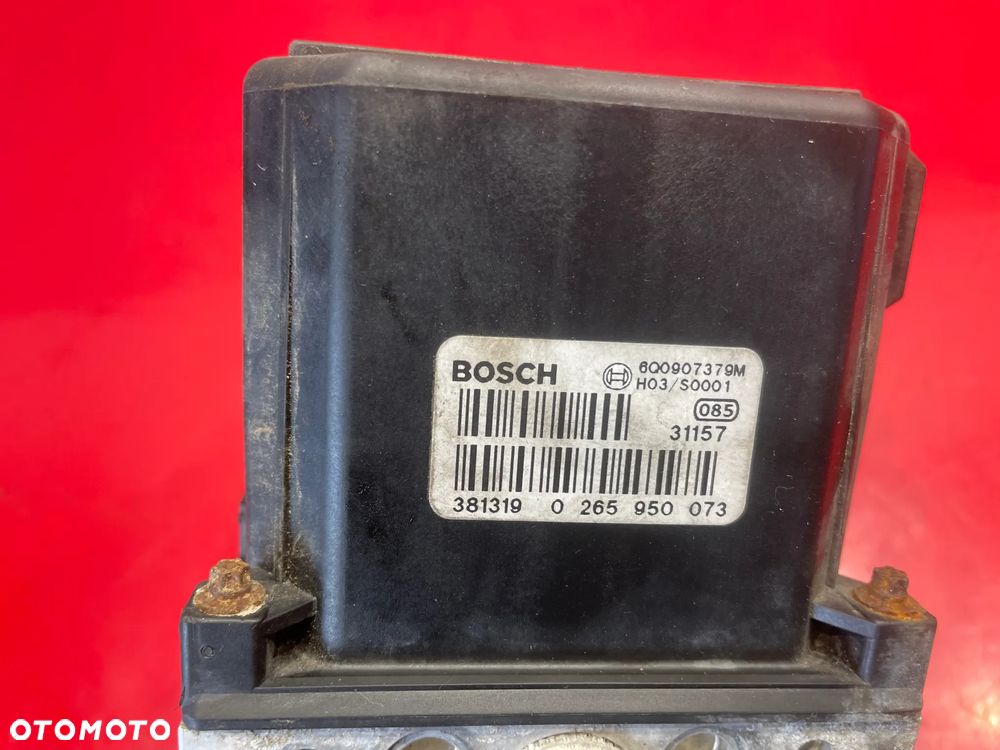 BOSCH
6Q0907379M
H03/S0001
085
31157
381319 0 265 950 073
OTOMOTO